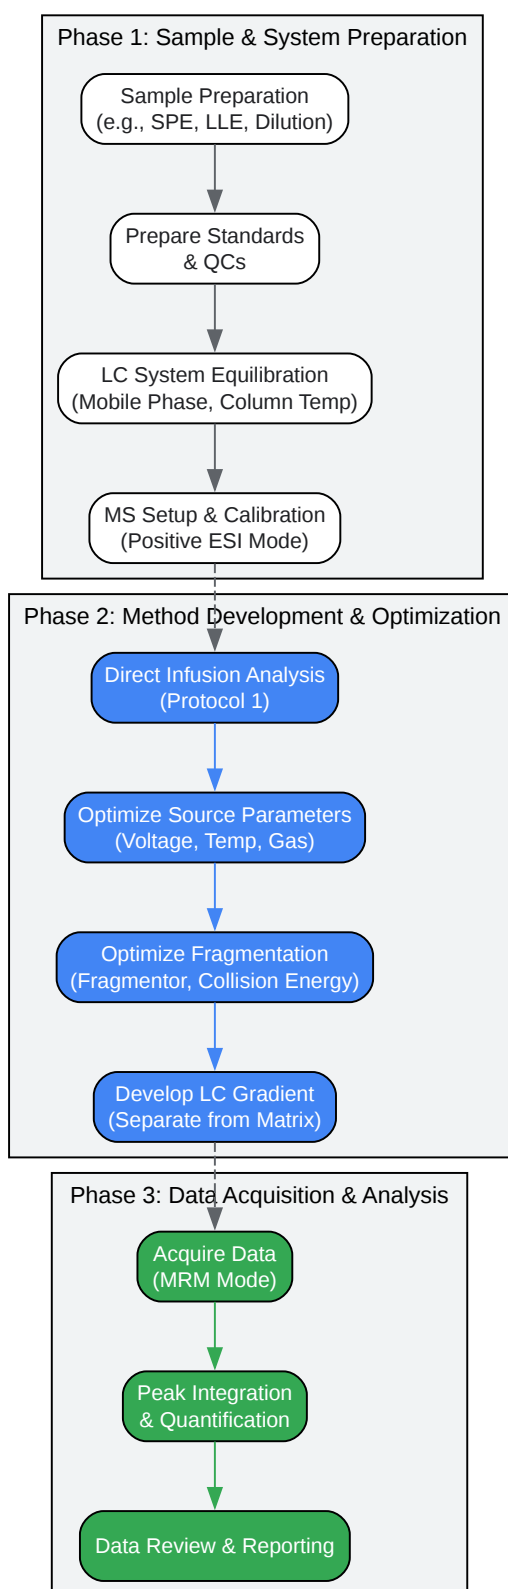 Phase 1: Sample & System Preparation
Sample Preparation
(e.g., SPE, LLE, Dilution)
Prepare Standards
& QCs
LC System Equilibration
(Mobile Phase, Column Temp)
MS Setup & Calibration
(Positive ESI Mode)
Phase 2: Method Development & Optimization
Direct Infusion Analysis
(Protocol 1)
Optimize Source Parameters
(Voltage, Temp, Gas)
Optimize Fragmentation
(Fragmentor, Collision Energy)
Develop LC Gradient
(Separate from Matrix)
Phase 3: Data Acquisition & Analysis
Acquire Data
(MRM Mode)
Peak Integration
& Quantification
Data Review & Reporting